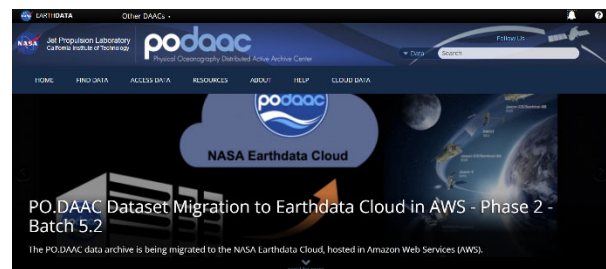 EARTHDATA Other DAACs
?
NASA Jet Propulsion Laboratory
California Institute of Technology
podaac
Physical Oceanography Distributed Active Archive Center
Follow Us
Data Search
HOME FIND DATA ACCESS DATA RESOURCES ABOUT HELP CLOUD DATA
podaac
NASA Earthdata Cloud
PO.DAAC Dataset Migration to Earthdata Cloud in AWS - Phase 2 -
Batch 5.2
The PO.DAAC data archive is being migrated to the NASA Earthdata Cloud, hosted in Amazon Web Services (AWS).